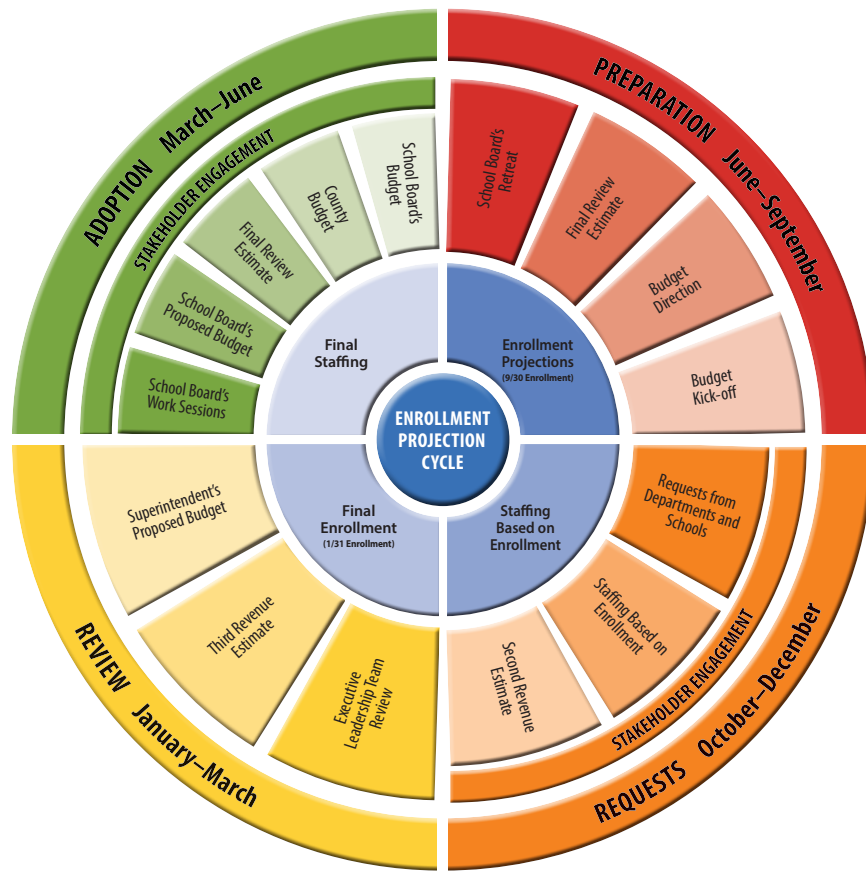 PREPARATION June–September
School Board's
Retreat
Final Review
Estimate
Budget
Direction
Budget
Kick-off
Enrollment
Projections
(9/30 Enrollment)
REQUESTS October–December
STAKEHOLDER ENGAGEMENT
Requests from
Departments and
Schools
Staffing Based on
Enrollment
Second Revenue
Estimate
Staffing
Based on
Enrollment
REVIEW January–March
Executive
Leadership Team
Review
Third Revenue
Estimate
Superintendent's
Proposed Budget
Final
Enrollment
(1/31 Enrollment)
ADOPTION March–June
STAKEHOLDER ENGAGEMENT
School Board's
Work Sessions
School Board's
Proposed Budget
Final Review
Estimate
County
Budget
School Board's
Budget
Final
Staffing
ENROLLMENT
PROJECTION
CYCLE